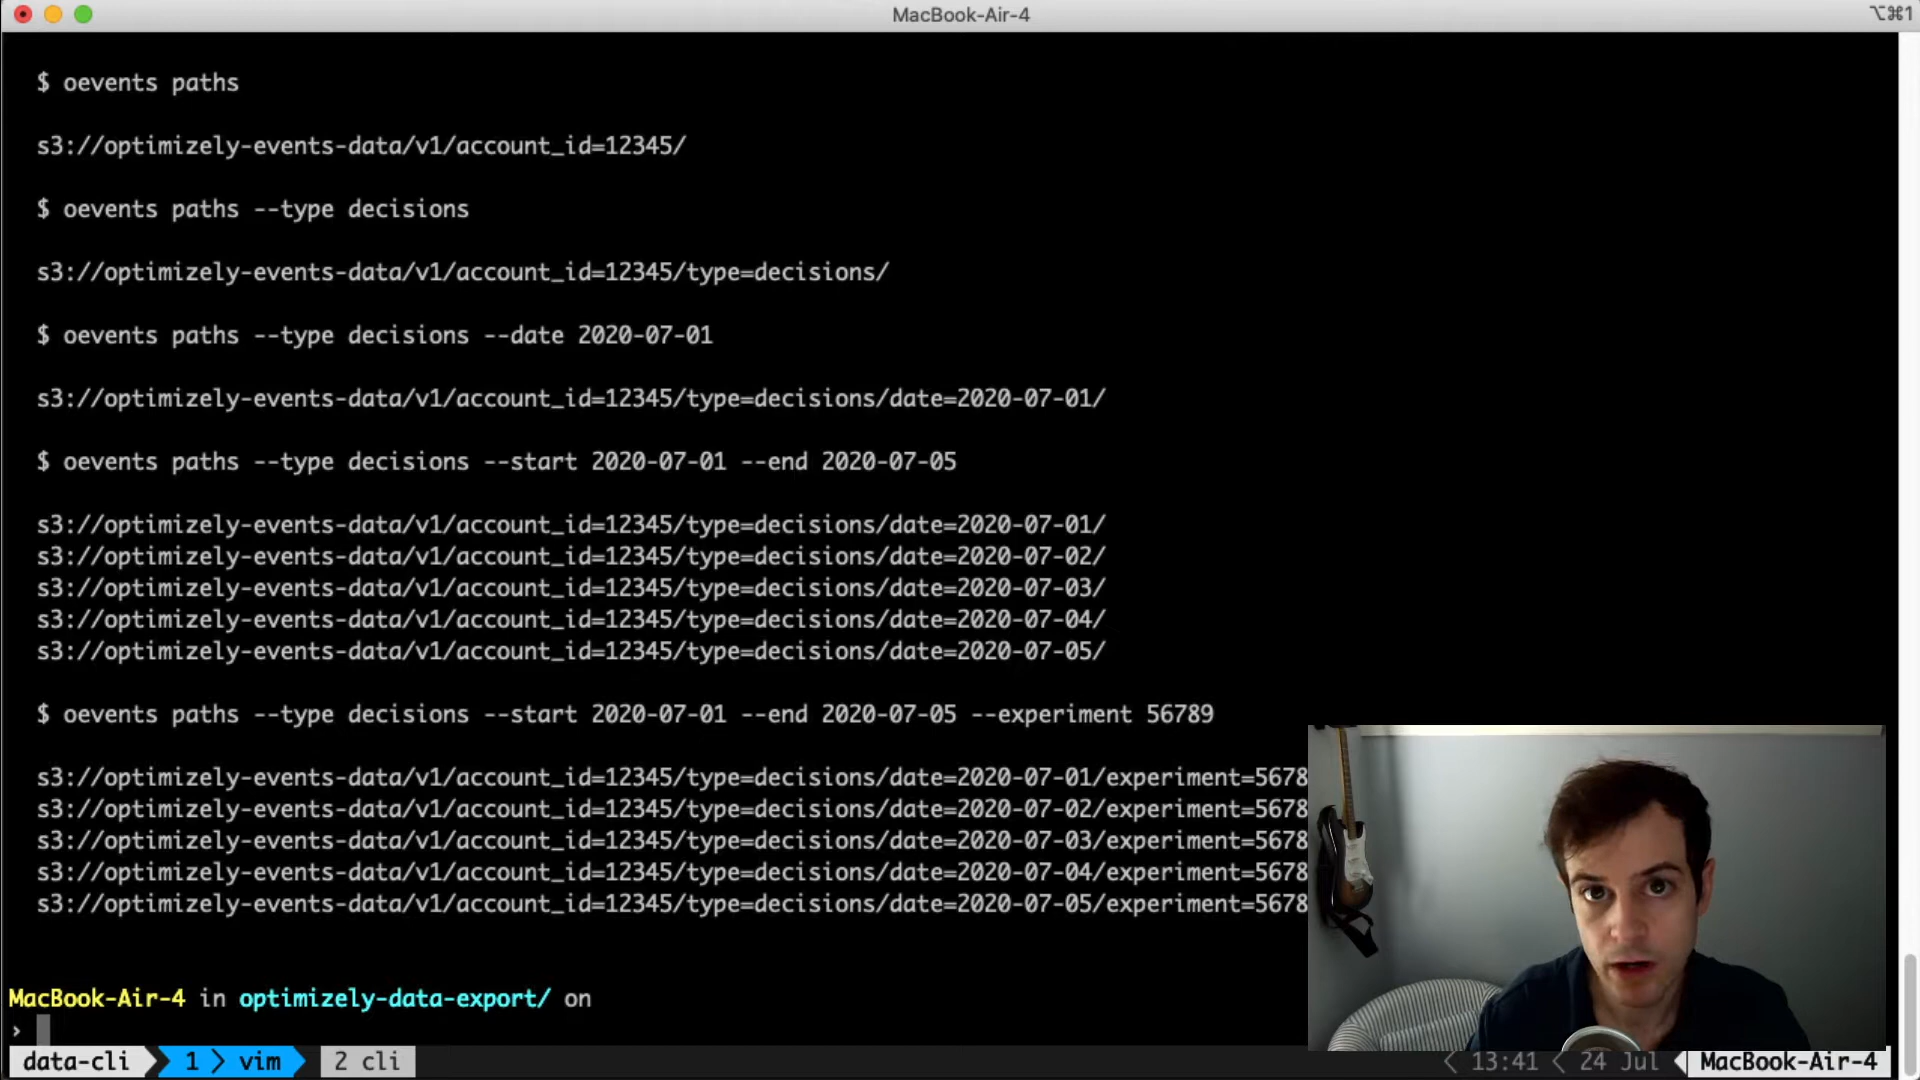 MacBook-Air-4
⌥⌘1
$ oevents paths
s3://optimizely-events-data/v1/account_id=12345/
$ oevents paths --type decisions
s3://optimizely-events-data/v1/account_id=12345/type=decisions/
$ oevents paths --type decisions --date 2020-07-01
s3://optimizely-events-data/v1/account_id=12345/type=decisions/date=2020-07-01/
$ oevents paths --type decisions --start 2020-07-01 --end 2020-07-05
s3://optimizely-events-data/v1/account_id=12345/type=decisions/date=2020-07-01/
s3://optimizely-events-data/v1/account_id=12345/type=decisions/date=2020-07-02/
s3://optimizely-events-data/v1/account_id=12345/type=decisions/date=2020-07-03/
s3://optimizely-events-data/v1/account_id=12345/type=decisions/date=2020-07-04/
s3://optimizely-events-data/v1/account_id=12345/type=decisions/date=2020-07-05/
$ oevents paths --type decisions --start 2020-07-01 --end 2020-07-05 --experiment 56789
s3://optimizely-events-data/v1/account_id=12345/type=decisions/date=2020-07-01/experiment=5678
s3://optimizely-events-data/v1/account_id=12345/type=decisions/date=2020-07-02/experiment=5678
s3://optimizely-events-data/v1/account_id=12345/type=decisions/date=2020-07-03/experiment=5678
s3://optimizely-events-data/v1/account_id=12345/type=decisions/date=2020-07-04/experiment=5678
s3://optimizely-events-data/v1/account_id=12345/type=decisions/date=2020-07-05/experiment=5678
MacBook-Air-4 in optimizely-data-export/ on
›
data-cli 1 vim 2 cli 13:41 24 Jul MacBook-Air-4